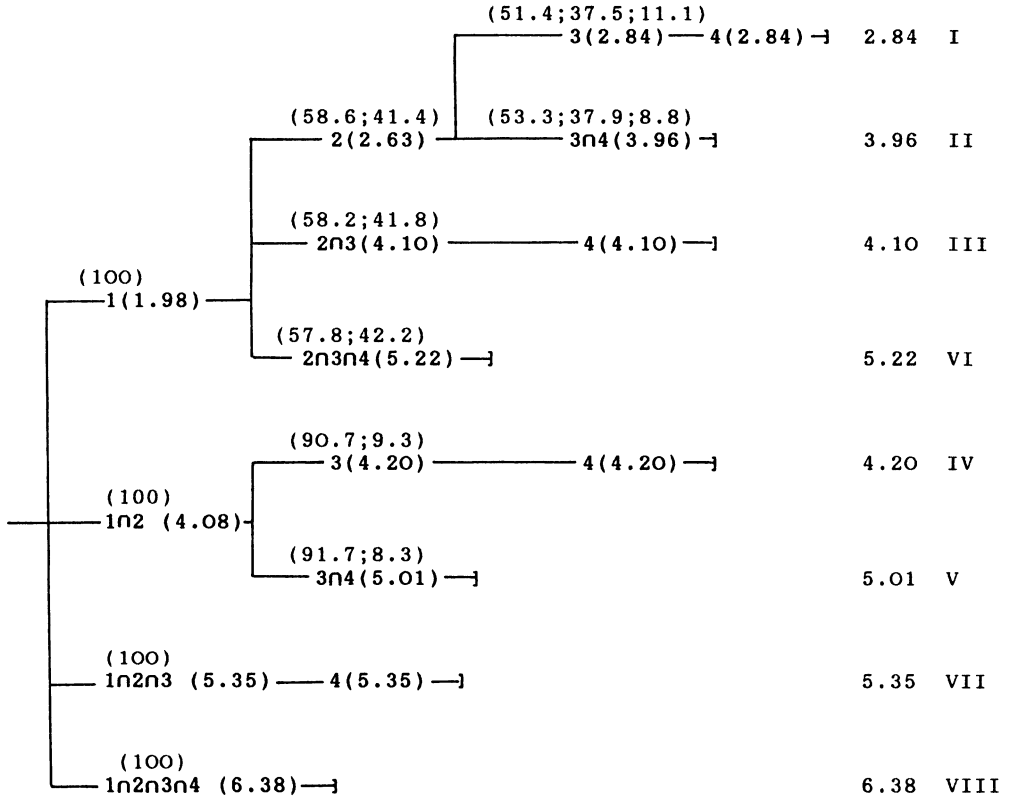 (51.4;37.5;11.1)
3(2.84) 4(2.84) 2.84 I
(58.6;41.4) (53.3;37.9;8.8)
2(2.63) 3∩4(3.96) 3.96 II
(58.2;41.8)
2∩3(4.10) 4(4.10) 4.10 III
(100)
1(1.98)
(57.8;42.2)
2∩3∩4(5.22) 5.22 VI
(90.7;9.3)
3(4.20) 4(4.20) 4.20 IV
(100)
1∩2 (4.08)
(91.7;8.3)
3∩4(5.01) 5.01 V
(100)
1∩2∩3 (5.35) 4(5.35) 5.35 VII
(100)
1∩2∩3∩4 (6.38) 6.38 VIII